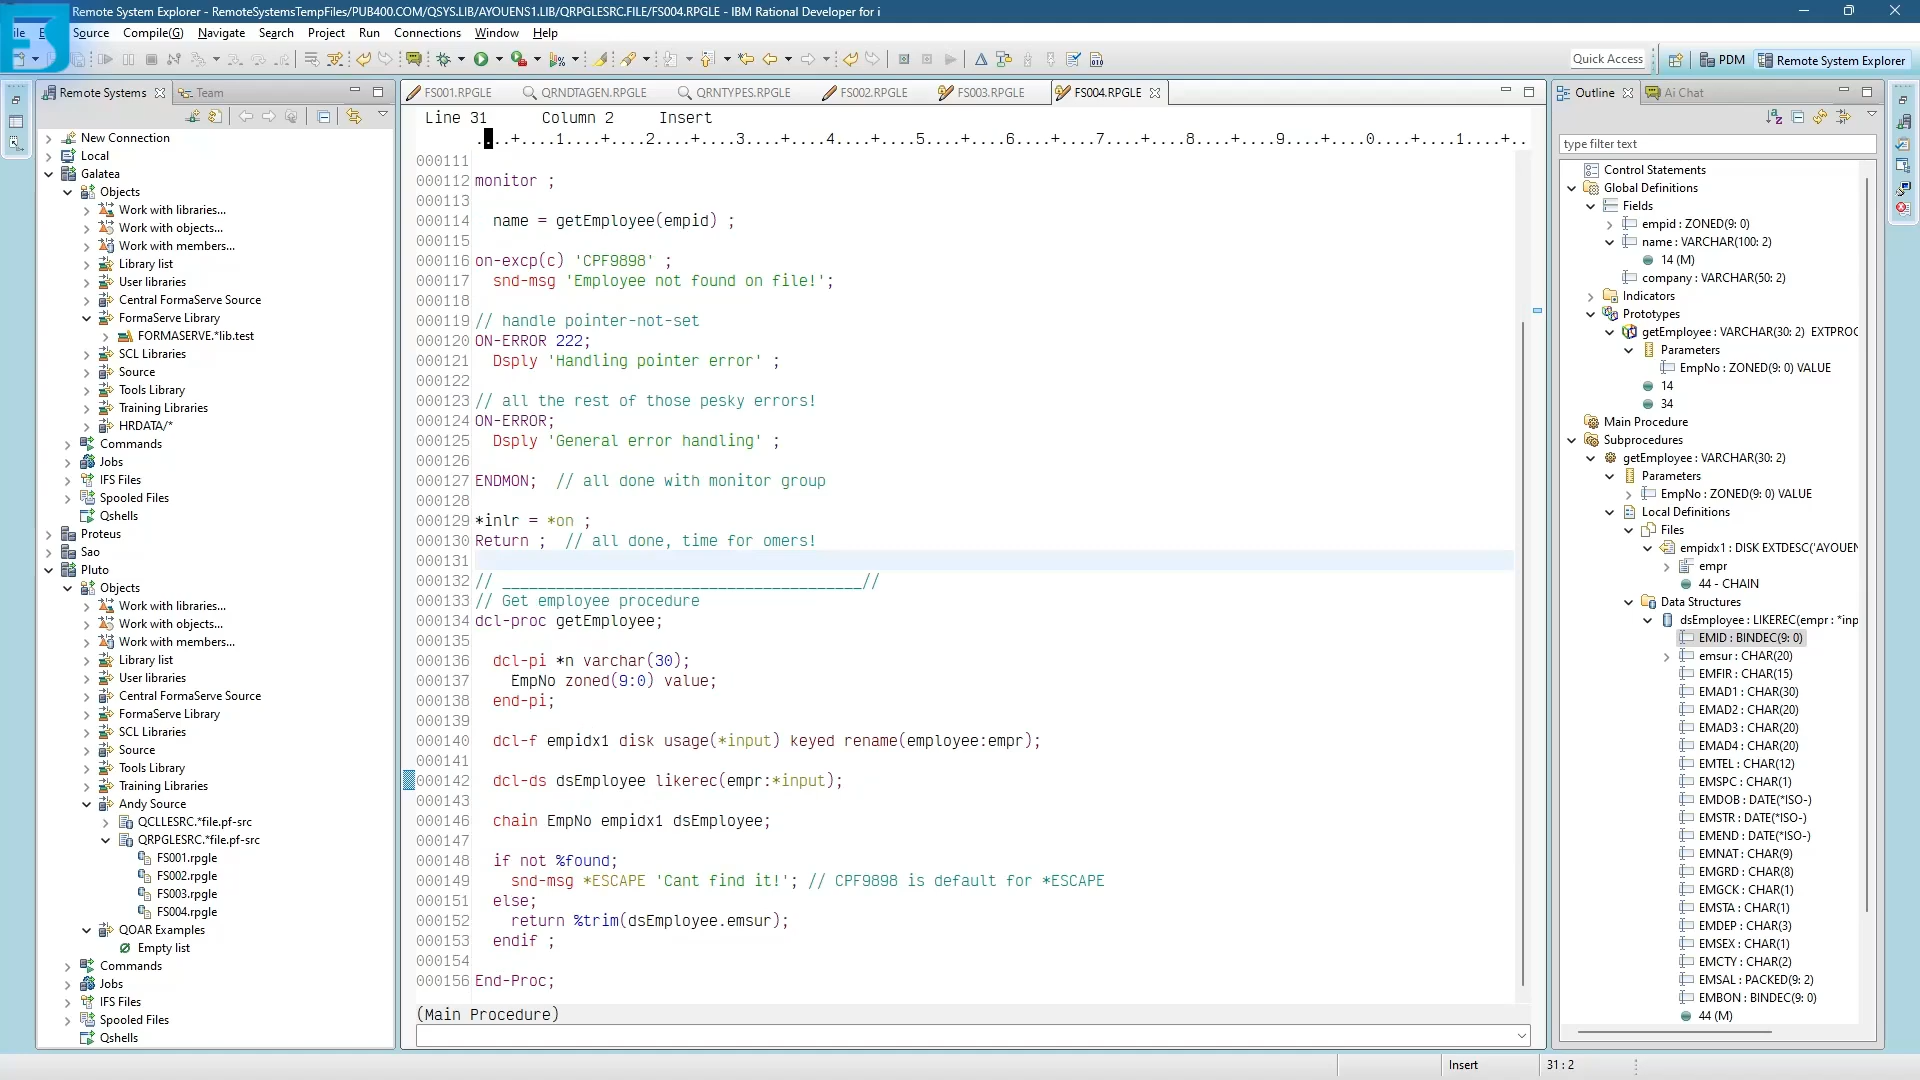 Remote System Explorer - RemoteSystemsTempFiles/PUB400.COM/QSYS.LIB/AYOUENS1.LIB/QRPGLESRC.FILE/FS004.RPGLE - IBM Rational Developer for i
Source Compile(G) Navigate Search Project Run Connections Window Help
Quick Access PDM Remote System Explorer
Remote Systems Team
New Connection
Local
Galatea
Objects
Work with libraries...
Work with objects...
Work with members...
Library list
User libraries
Central FormaServe Source
FormaServe Library
FORMASERVE.*lib.test
SCL Libraries
Source
Tools Library
Training Libraries
HRDATA/*
Commands
Jobs
IFS Files
Spooled Files
Qshells
Proteus
Sao
Pluto
Objects
Work with libraries...
Work with objects...
Work with members...
Library list
User libraries
Central FormaServe Source
FormaServe Library
SCL Libraries
Source
Tools Library
Training Libraries
Andy Source
QCLLESRC.*file.pf-src
QRPGLESRC.*file.pf-src
FS001.rpgle
FS002.rpgle
FS003.rpgle
FS004.rpgle
QOAR Examples
Empty list
Commands
Jobs
IFS Files
Spooled Files
Qshells
FS001.RPGLE QRNDTAGEN.RPGLE QRNTYPES.RPGLE FS002.RPGLE FS003.RPGLE FS004.RPGLE
Line 31 Column 2 Insert
...+....1....+....2....+....3....+....4....+....5....+....6....+....7....+....8....+....9....+....0....+....1....+..
000111
000112 monitor ;
000113
000114 name = getEmployee(empid) ;
000115
000116 on-excp(c) 'CPF9898' ;
000117 snd-msg 'Employee not found on file!';
000118
000119 // handle pointer-not-set
000120 ON-ERROR 222;
000121 Dsply 'Handling pointer error' ;
000122
000123 // all the rest of those pesky errors!
000124 ON-ERROR;
000125 Dsply 'General error handling' ;
000126
000127 ENDMON; // all done with monitor group
000128
000129 *inlr = *on ;
000130 Return ; // all done, time for omers!
000131
000132 // ________________________________________//
000133 // Get employee procedure
000134 dcl-proc getEmployee;
000135
000136 dcl-pi *n varchar(30);
000137 EmpNo zoned(9:0) value;
000138 end-pi;
000139
000140 dcl-f empidx1 disk usage(*input) keyed rename(employee:empr);
000141
000142 dcl-ds dsEmployee likerec(empr:*input);
000143
000146 chain EmpNo empidx1 dsEmployee;
000147
000148 if not %found;
000149 snd-msg *ESCAPE 'Cant find it!'; // CPF9898 is default for *ESCAPE
000151 else;
000152 return %trim(dsEmployee.emsur);
000153 endif ;
000154
000156 End-Proc;
(Main Procedure)
Outline Ai Chat
type filter text
Control Statements
Global Definitions
Fields
empid : ZONED(9: 0)
name : VARCHAR(100: 2)
14 (M)
company : VARCHAR(50: 2)
Indicators
Prototypes
getEmployee : VARCHAR(30: 2) EXTPROC
Parameters
EmpNo : ZONED(9: 0) VALUE
14
34
Main Procedure
Subprocedures
getEmployee : VARCHAR(30: 2)
Parameters
EmpNo : ZONED(9: 0) VALUE
Local Definitions
Files
empidx1 : DISK EXTDESC('AYOUEN
empr
44 - CHAIN
Data Structures
dsEmployee : LIKEREC(empr : *inp
EMID : BINDEC(9: 0)
emsur : CHAR(20)
EMFIR : CHAR(15)
EMAD1 : CHAR(30)
EMAD2 : CHAR(20)
EMAD3 : CHAR(20)
EMAD4 : CHAR(20)
EMTEL : CHAR(12)
EMSPC : CHAR(1)
EMDOB : DATE(*ISO-)
EMSTR : DATE(*ISO-)
EMEND : DATE(*ISO-)
EMNAT : CHAR(9)
EMGRD : CHAR(8)
EMGCK : CHAR(1)
EMSTA : CHAR(1)
EMDEP : CHAR(3)
EMSEX : CHAR(1)
EMCTY : CHAR(2)
EMSAL : PACKED(9: 2)
EMBON : BINDEC(9: 0)
44 (M)
Insert 31 : 2